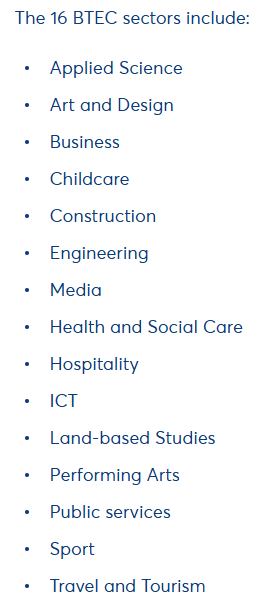 The 16 BTEC sectors include:
• Applied Science
• Art and Design
• Business
• Childcare
• Construction
• Engineering
• Media
• Health and Social Care
• Hospitality
• ICT
• Land-based Studies
• Performing Arts
• Public services
• Sport
• Travel and Tourism